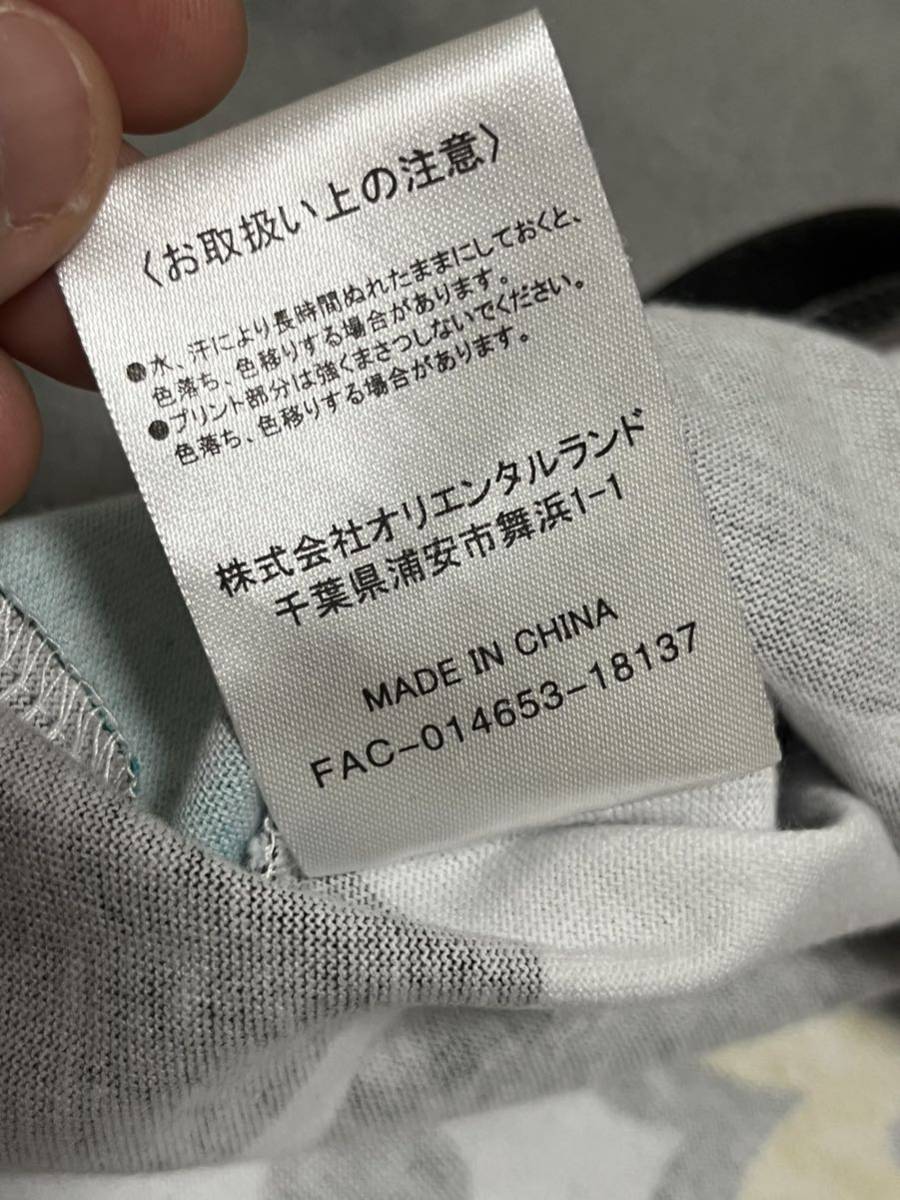 〈お取扱い上の注意〉
●水、汗により長時間ぬれたままにしておくと、
色落ち、色移りする場合があります。
●プリント部分は強くまさつしないでください。
色落ち、色移りする場合があります。
株式会社オリエンタルランド
千葉県浦安市舞浜1-1
MADE IN CHINA
FAC-014653-18137